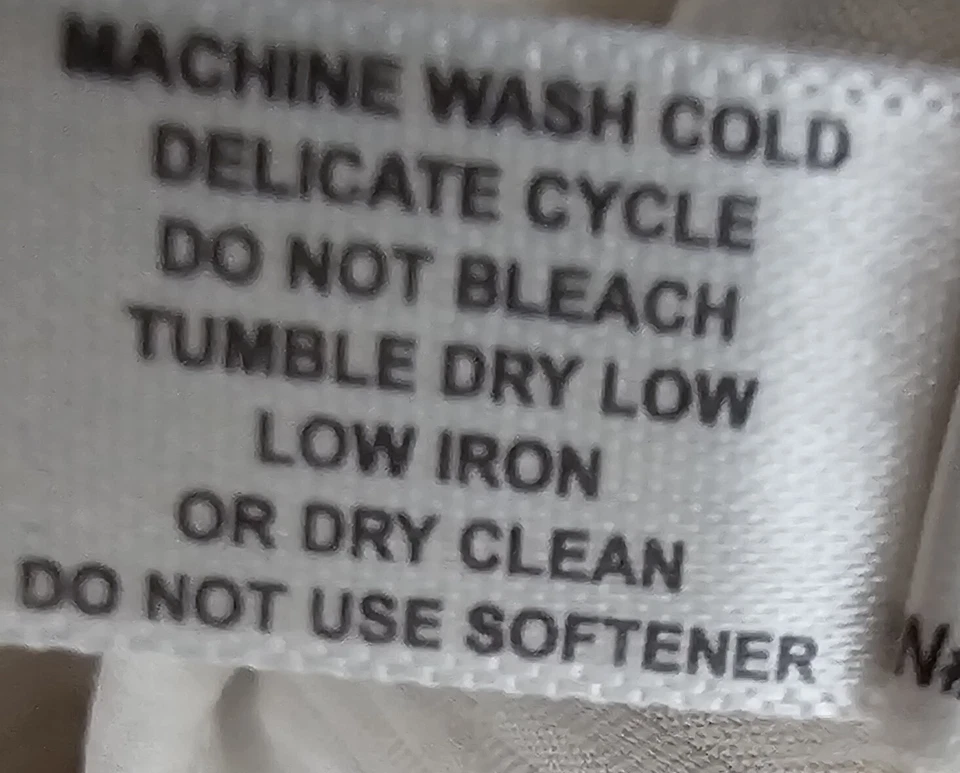 MACHINE WASH COLD
DELICATE CYCLE
DO NOT BLEACH
TUMBLE DRY LOW
LOW IRON
OR DRY CLEAN
DO NOT USE SOFTENER